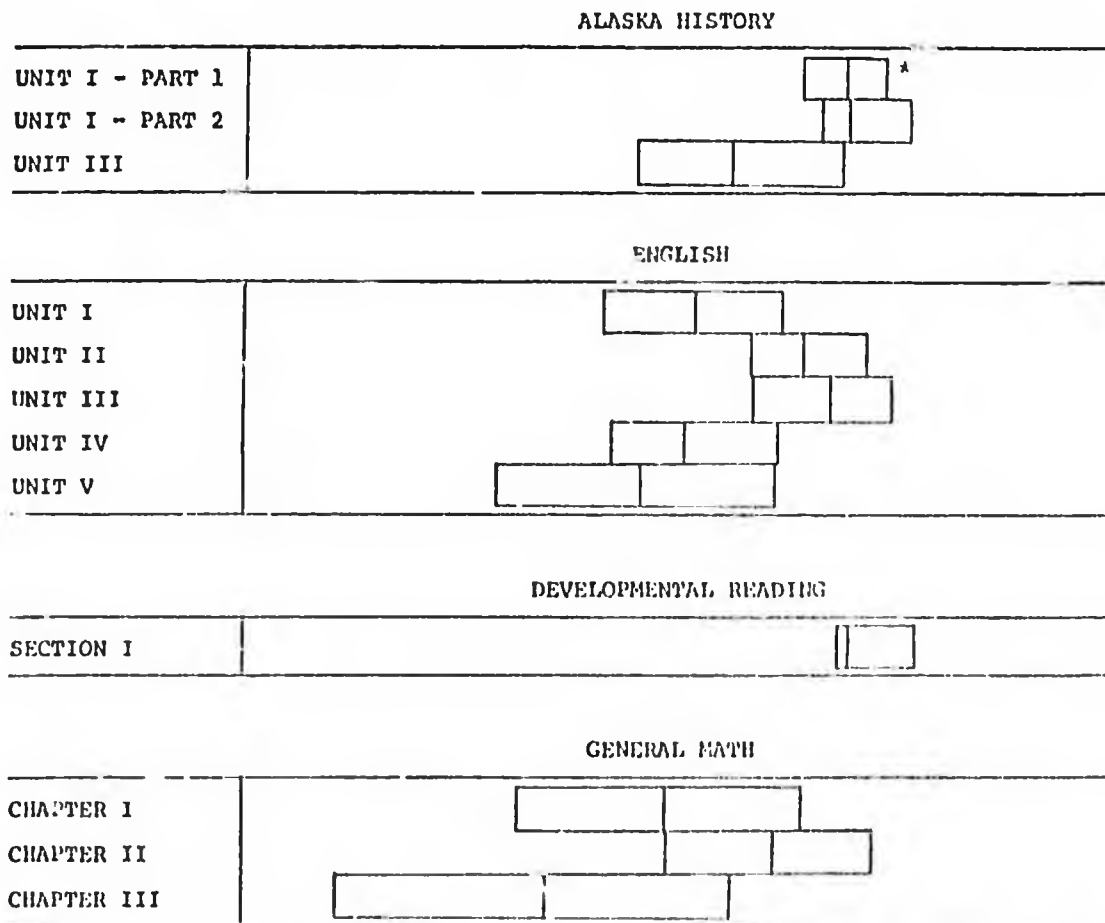 ALASKA HISTORY
UNIT I - PART 1 *
UNIT I - PART 2
UNIT III
ENGLISH
UNIT I
UNIT II
UNIT III
UNIT IV
UNIT V
DEVELOPMENTAL READING
SECTION I
GENERAL MATH
CHAPTER I
CHAPTER II
CHAPTER III